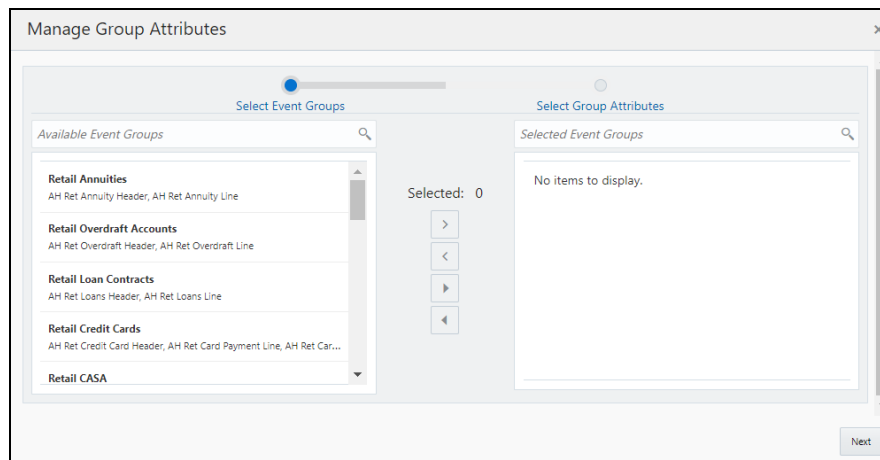 Manage Group Attributes
Select Event Groups
Select Group Attributes
Available Event Groups
Selected Event Groups
Retail Annuities
AH Ret Annuity Header, AH Ret Annuity Line
Retail Overdraft Accounts
AH Ret Overdraft Header, AH Ret Overdraft Line
Retail Loan Contracts
AH Ret Loans Header, AH Ret Loans Line
Retail Credit Cards
AH Ret Credit Card Header, AH Ret Card Payment Line, AH Ret Car...
Retail CASA
Selected: 0
No items to display.
Next